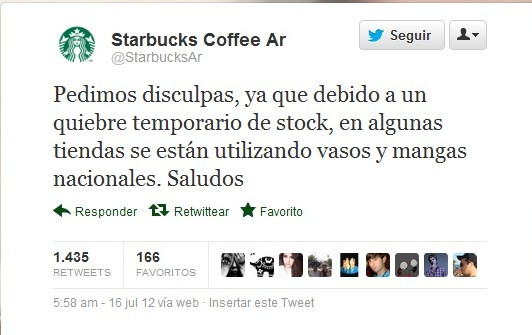 Starbucks Coffee Ar
@StarbucksAr
Seguir
Pedimos disculpas, ya que debido a un
quiebre temporario de stock, en algunas
tiendas se están utilizando vasos y mangas
nacionales. Saludos
Responder Retwittear Favorito
1.435 166
RETWEETS FAVORITOS
5:58 am - 16 jul 12 vía web · Insertar este Tweet